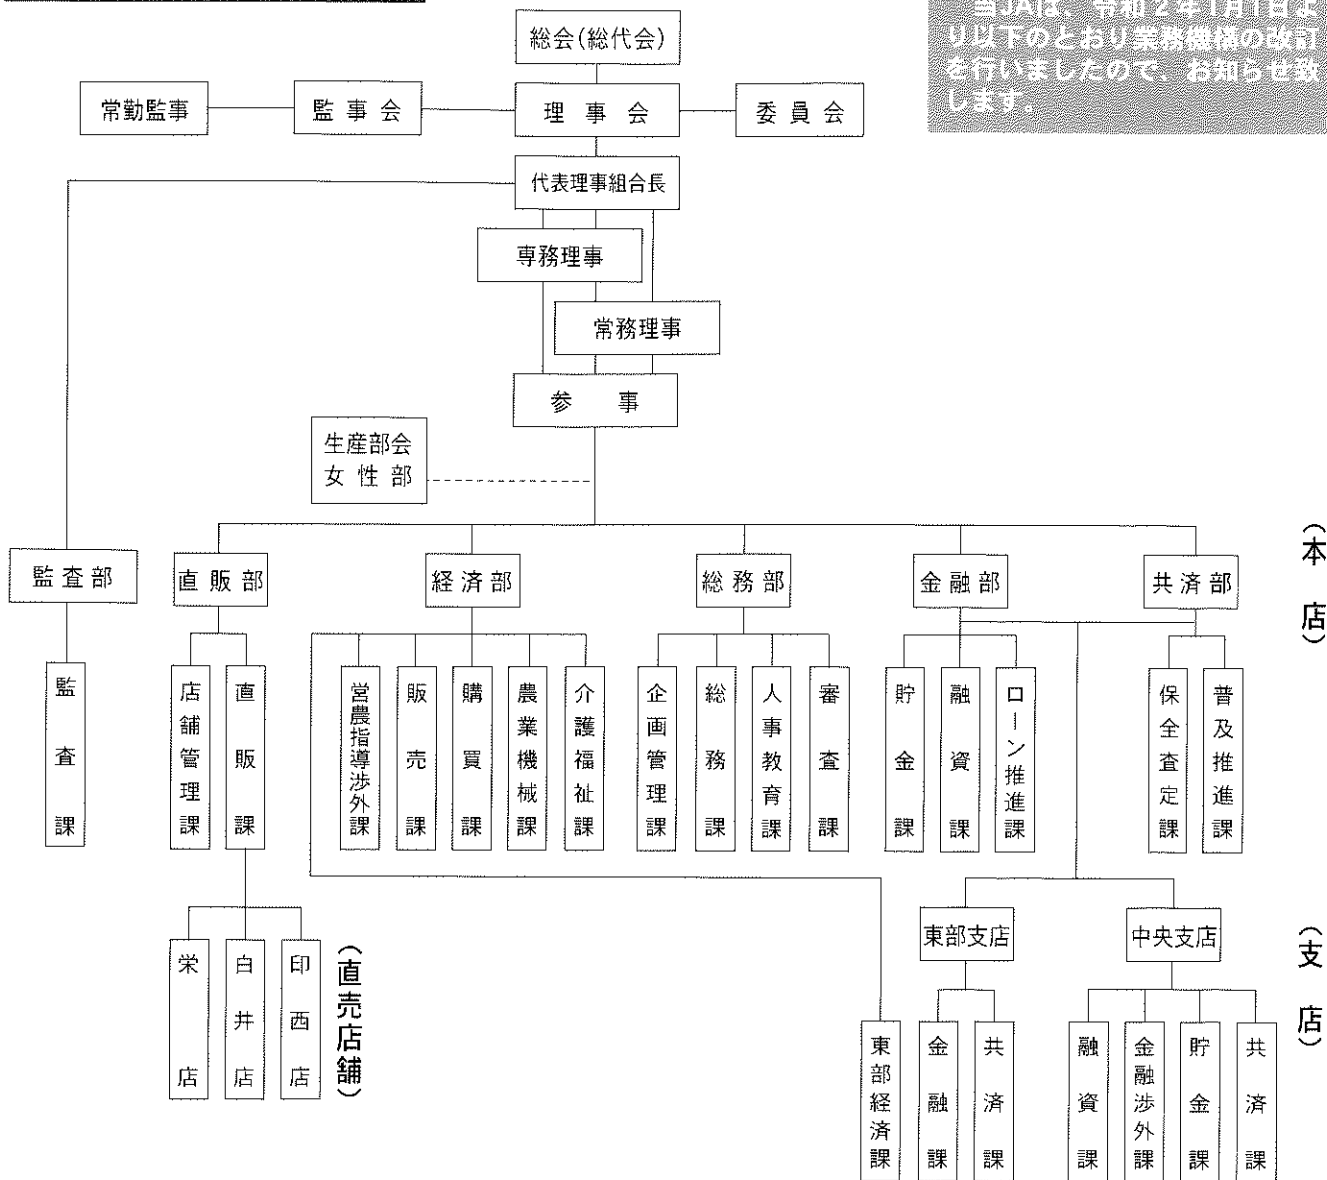 総会(総代会)
当JAは、令和2年1月1日よ
り以下のとおり業務機構の改訂
を行いましたので、お知らせ致
します。
常勤監事
監事会
理事会
委員会
代表理事組合長
専務理事
常務理事
参事
生産部会
女性部
監査部
直販部
経済部
総務部
金融部
共済部
(本店)
監査課
店舗管理課
直販課
営農指導渉外課
販売課
購買課
農業機械課
介護福祉課
企画管理課
総務課
人事教育課
審査課
貯金課
融資課
ローン推進課
保全査定課
普及推進課
東部支店
中央支店
(支店)
栄店
白井店
印西店
(直売店舗)
東部経済課
金融課
共済課
融資課
金融渉外課
貯金課
共済課